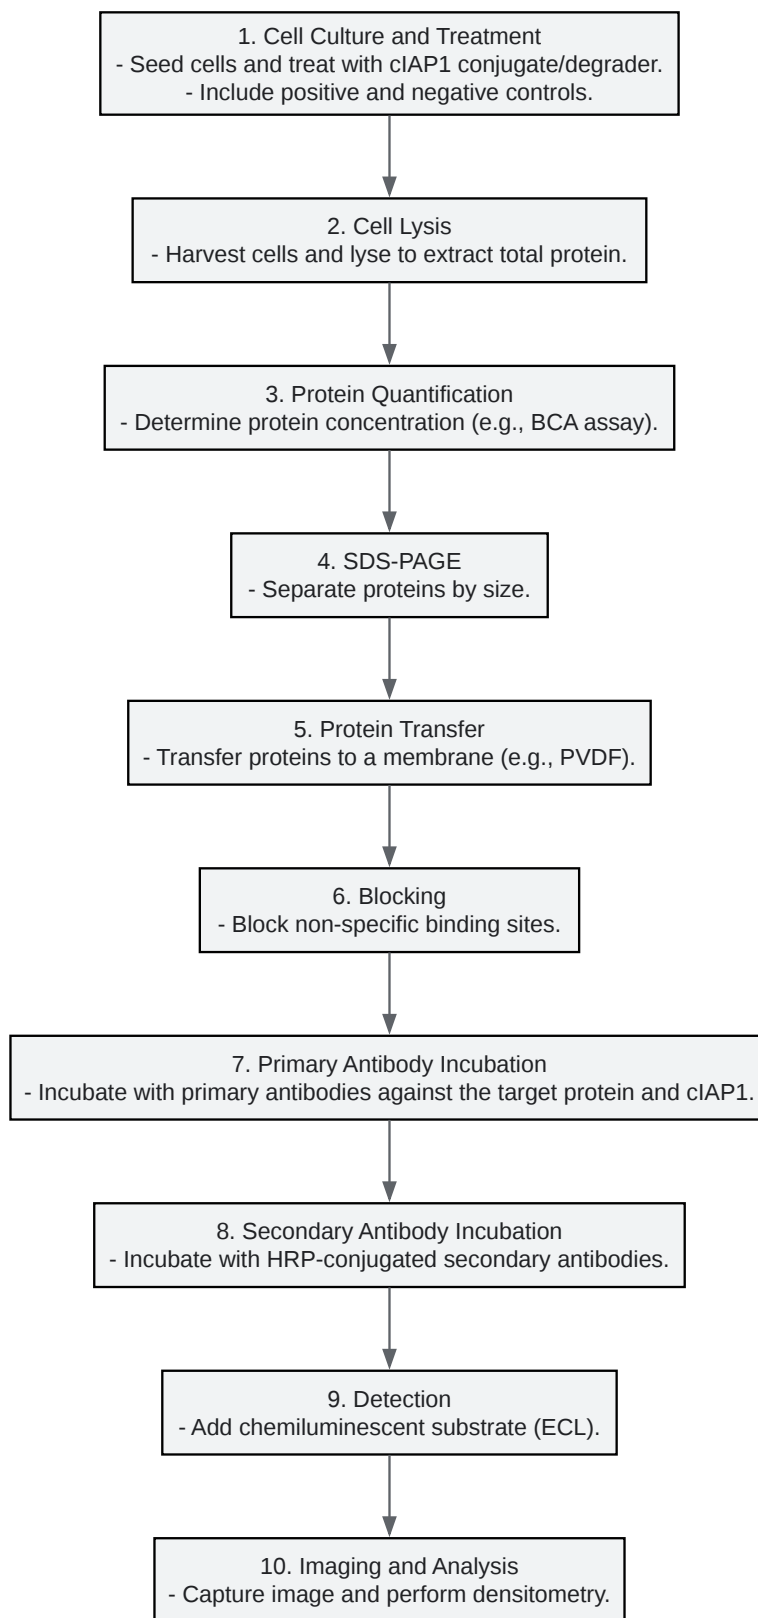 1. Cell Culture and Treatment
- Seed cells and treat with cIAP1 conjugate/degrader.
- Include positive and negative controls.
2. Cell Lysis
- Harvest cells and lyse to extract total protein.
3. Protein Quantification
- Determine protein concentration (e.g., BCA assay).
4. SDS-PAGE
- Separate proteins by size.
5. Protein Transfer
- Transfer proteins to a membrane (e.g., PVDF).
6. Blocking
- Block non-specific binding sites.
7. Primary Antibody Incubation
- Incubate with primary antibodies against the target protein and cIAP1.
8. Secondary Antibody Incubation
- Incubate with HRP-conjugated secondary antibodies.
9. Detection
- Add chemiluminescent substrate (ECL).
10. Imaging and Analysis
- Capture image and perform densitometry.